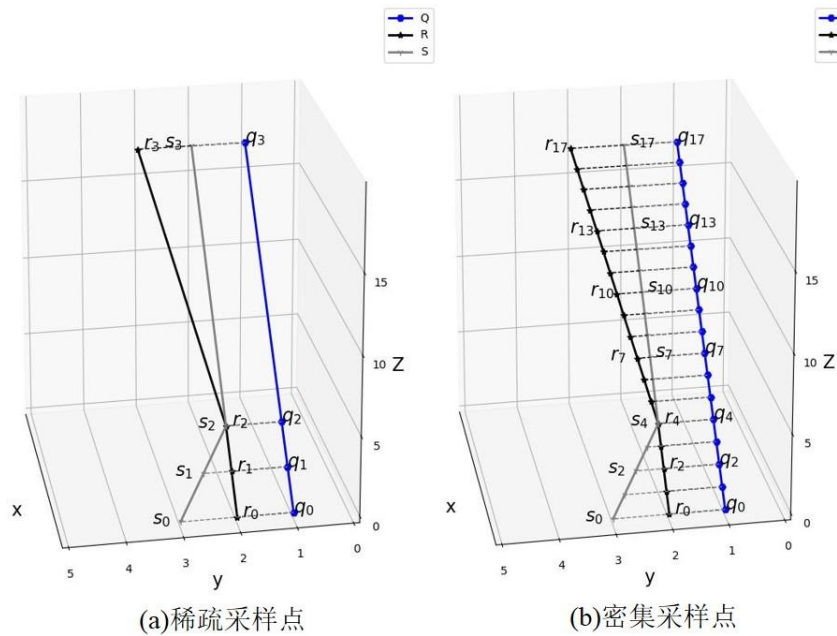 Q
R
S
r3 s3 q3
s2 r2 q2
s1 r1 q1
s0 r0 q0
15
10
5
0
Z
x
5 4 3 2 1 0
y
(a)稀疏采样点
r17 s17 q17
r13 s13 q13
r10 s10 q10
r7 s7 q7
s4 r4 q4
s2 r2 q2
s0 r0 q0
15
10
5
0
Z
x
5 4 3 2 1 0
y
(b)密集采样点